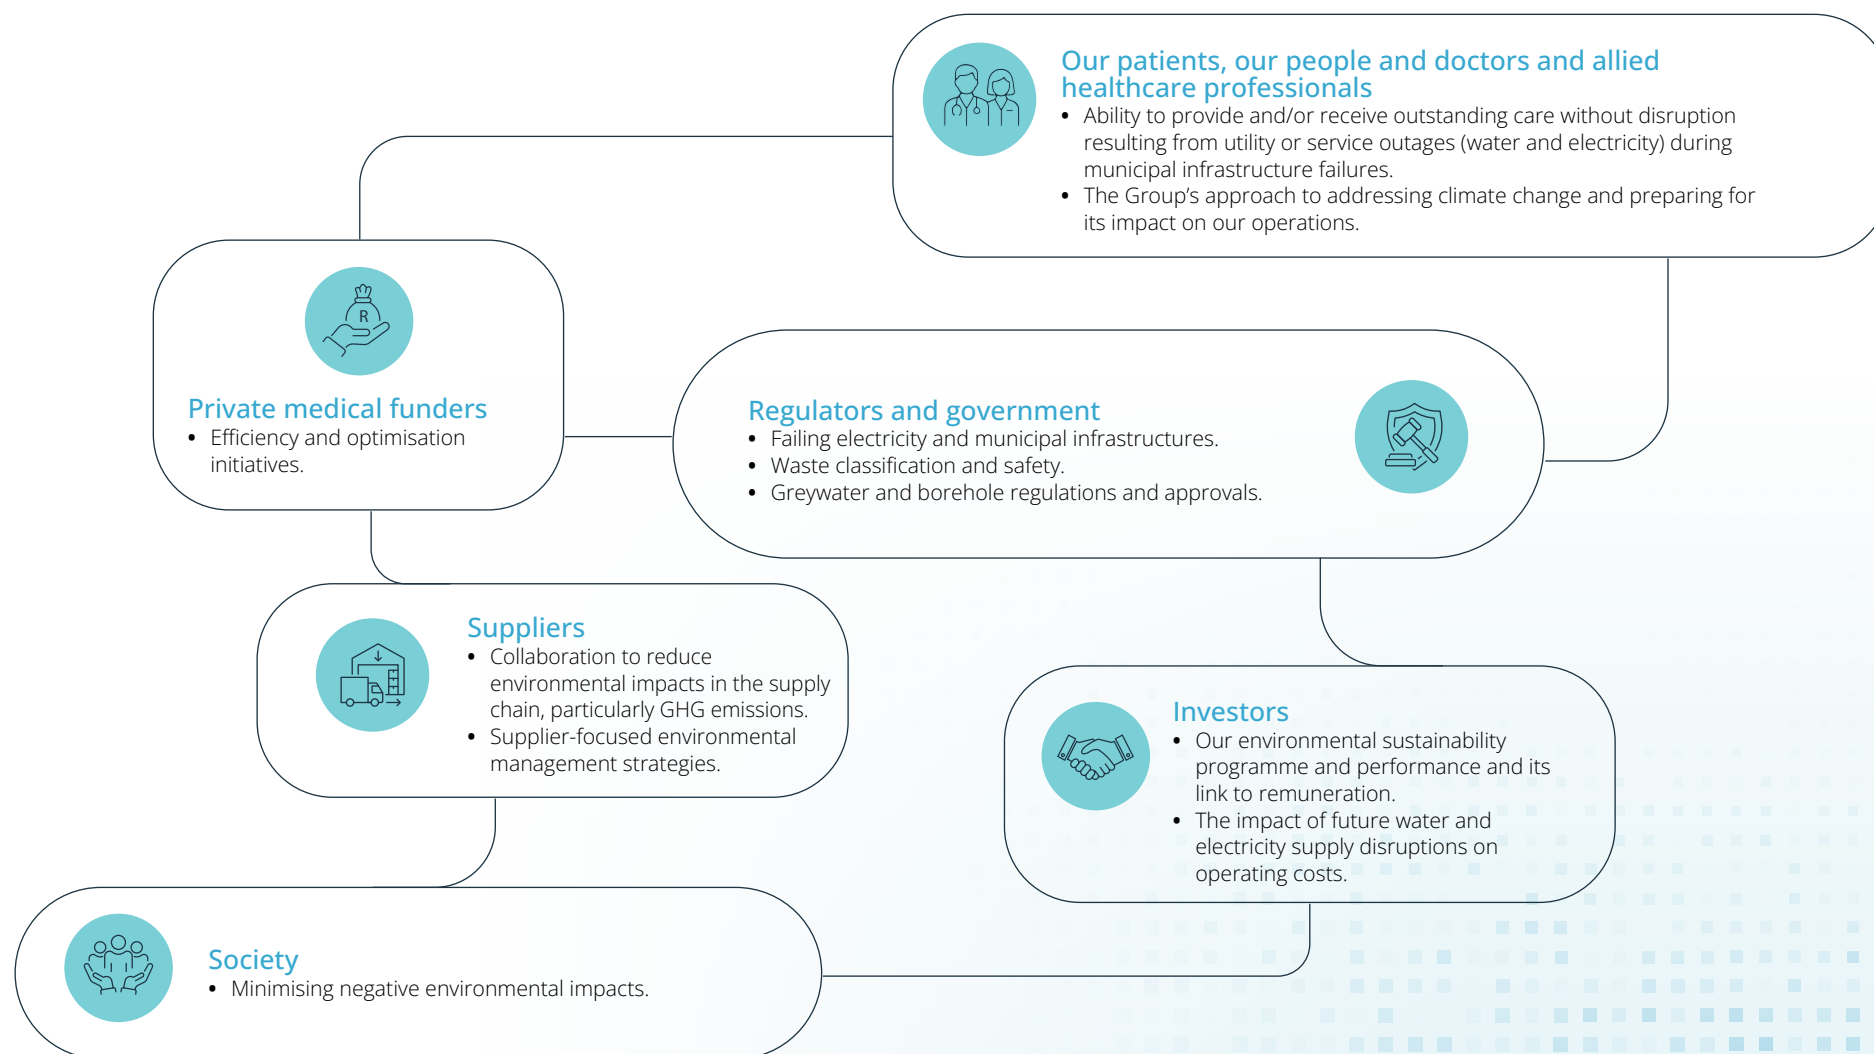 Our patients, our people and doctors and allied
healthcare professionals
• Ability to provide and/or receive outstanding care without disruption
resulting from utility or service outages (water and electricity) during
municipal infrastructure failures.
• The Group’s approach to addressing climate change and preparing for
its impact on our operations.
R
Private medical funders
• Efficiency and optimisation
initiatives.
Regulators and government
• Failing electricity and municipal infrastructures.
• Waste classification and safety.
• Greywater and borehole regulations and approvals.
Suppliers
• Collaboration to reduce
environmental impacts in the supply
chain, particularly GHG emissions.
• Supplier-focused environmental
management strategies.
Investors
• Our environmental sustainability
programme and performance and its
link to remuneration.
• The impact of future water and
electricity supply disruptions on
operating costs.
Society
• Minimising negative environmental impacts.